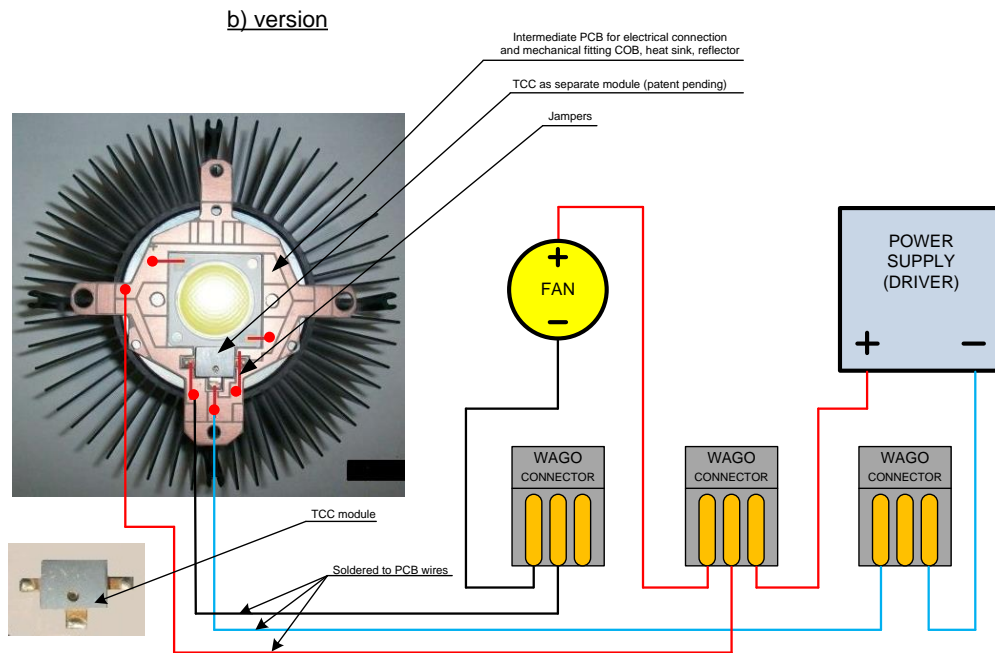 b) version
Intermediate PCB for electrical connection
and mechanical fitting COB, heat sink, reflector
TCC as separate module (patent pending)
Jampers
+
FAN
−
POWER
SUPPLY
(DRIVER)
+ −
WAGO
CONNECTOR
WAGO
CONNECTOR
WAGO
CONNECTOR
TCC module
Soldered to PCB wires
+